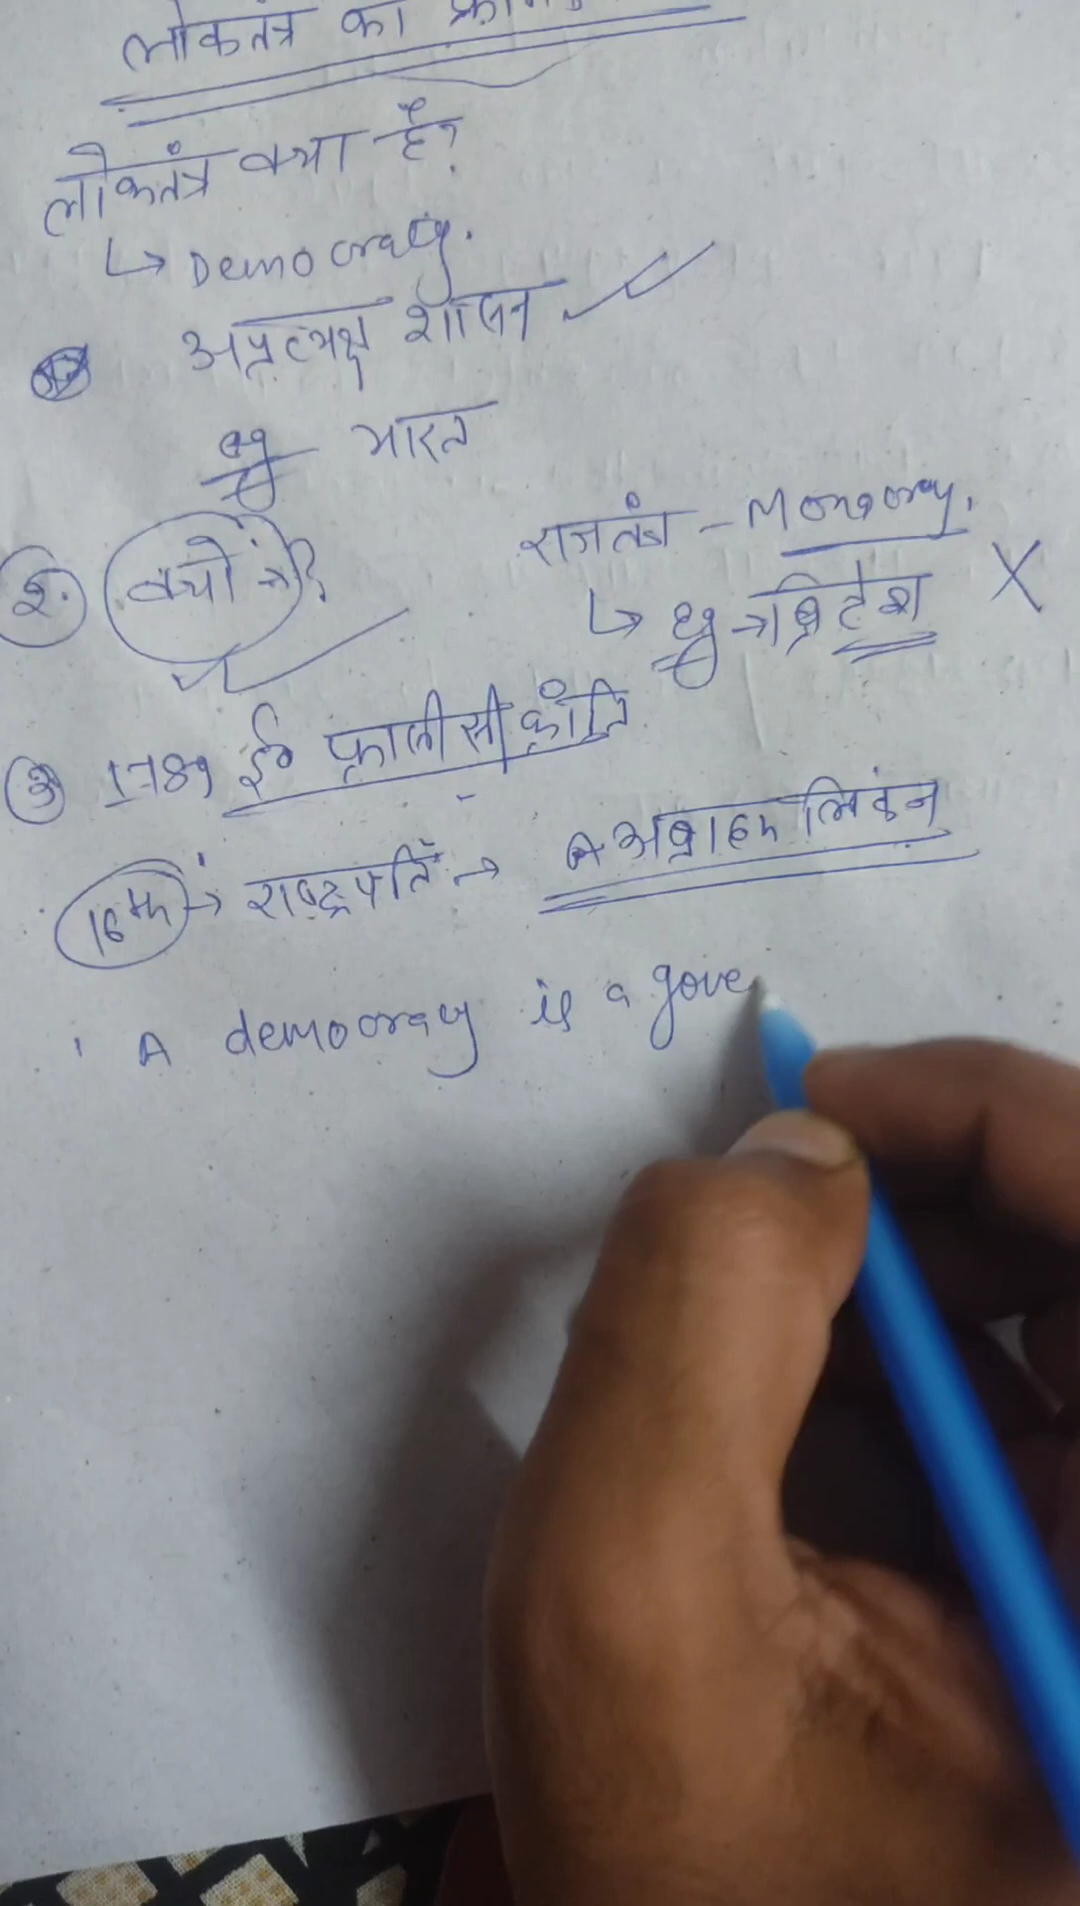 लोकतंत्र का
लोकतंत्र क्या है?
↳ Democracy.
अप्रत्यक्ष शासन
भारत
2. क्यों →?
राजतंत्र - Monorcy.
↳ → ब्रिटेश X
③ 1789 ई० फ्रांसीसी क्रांति
16th → राष्ट्रपति → अब्राहम लिंकन
A democracy is a gove